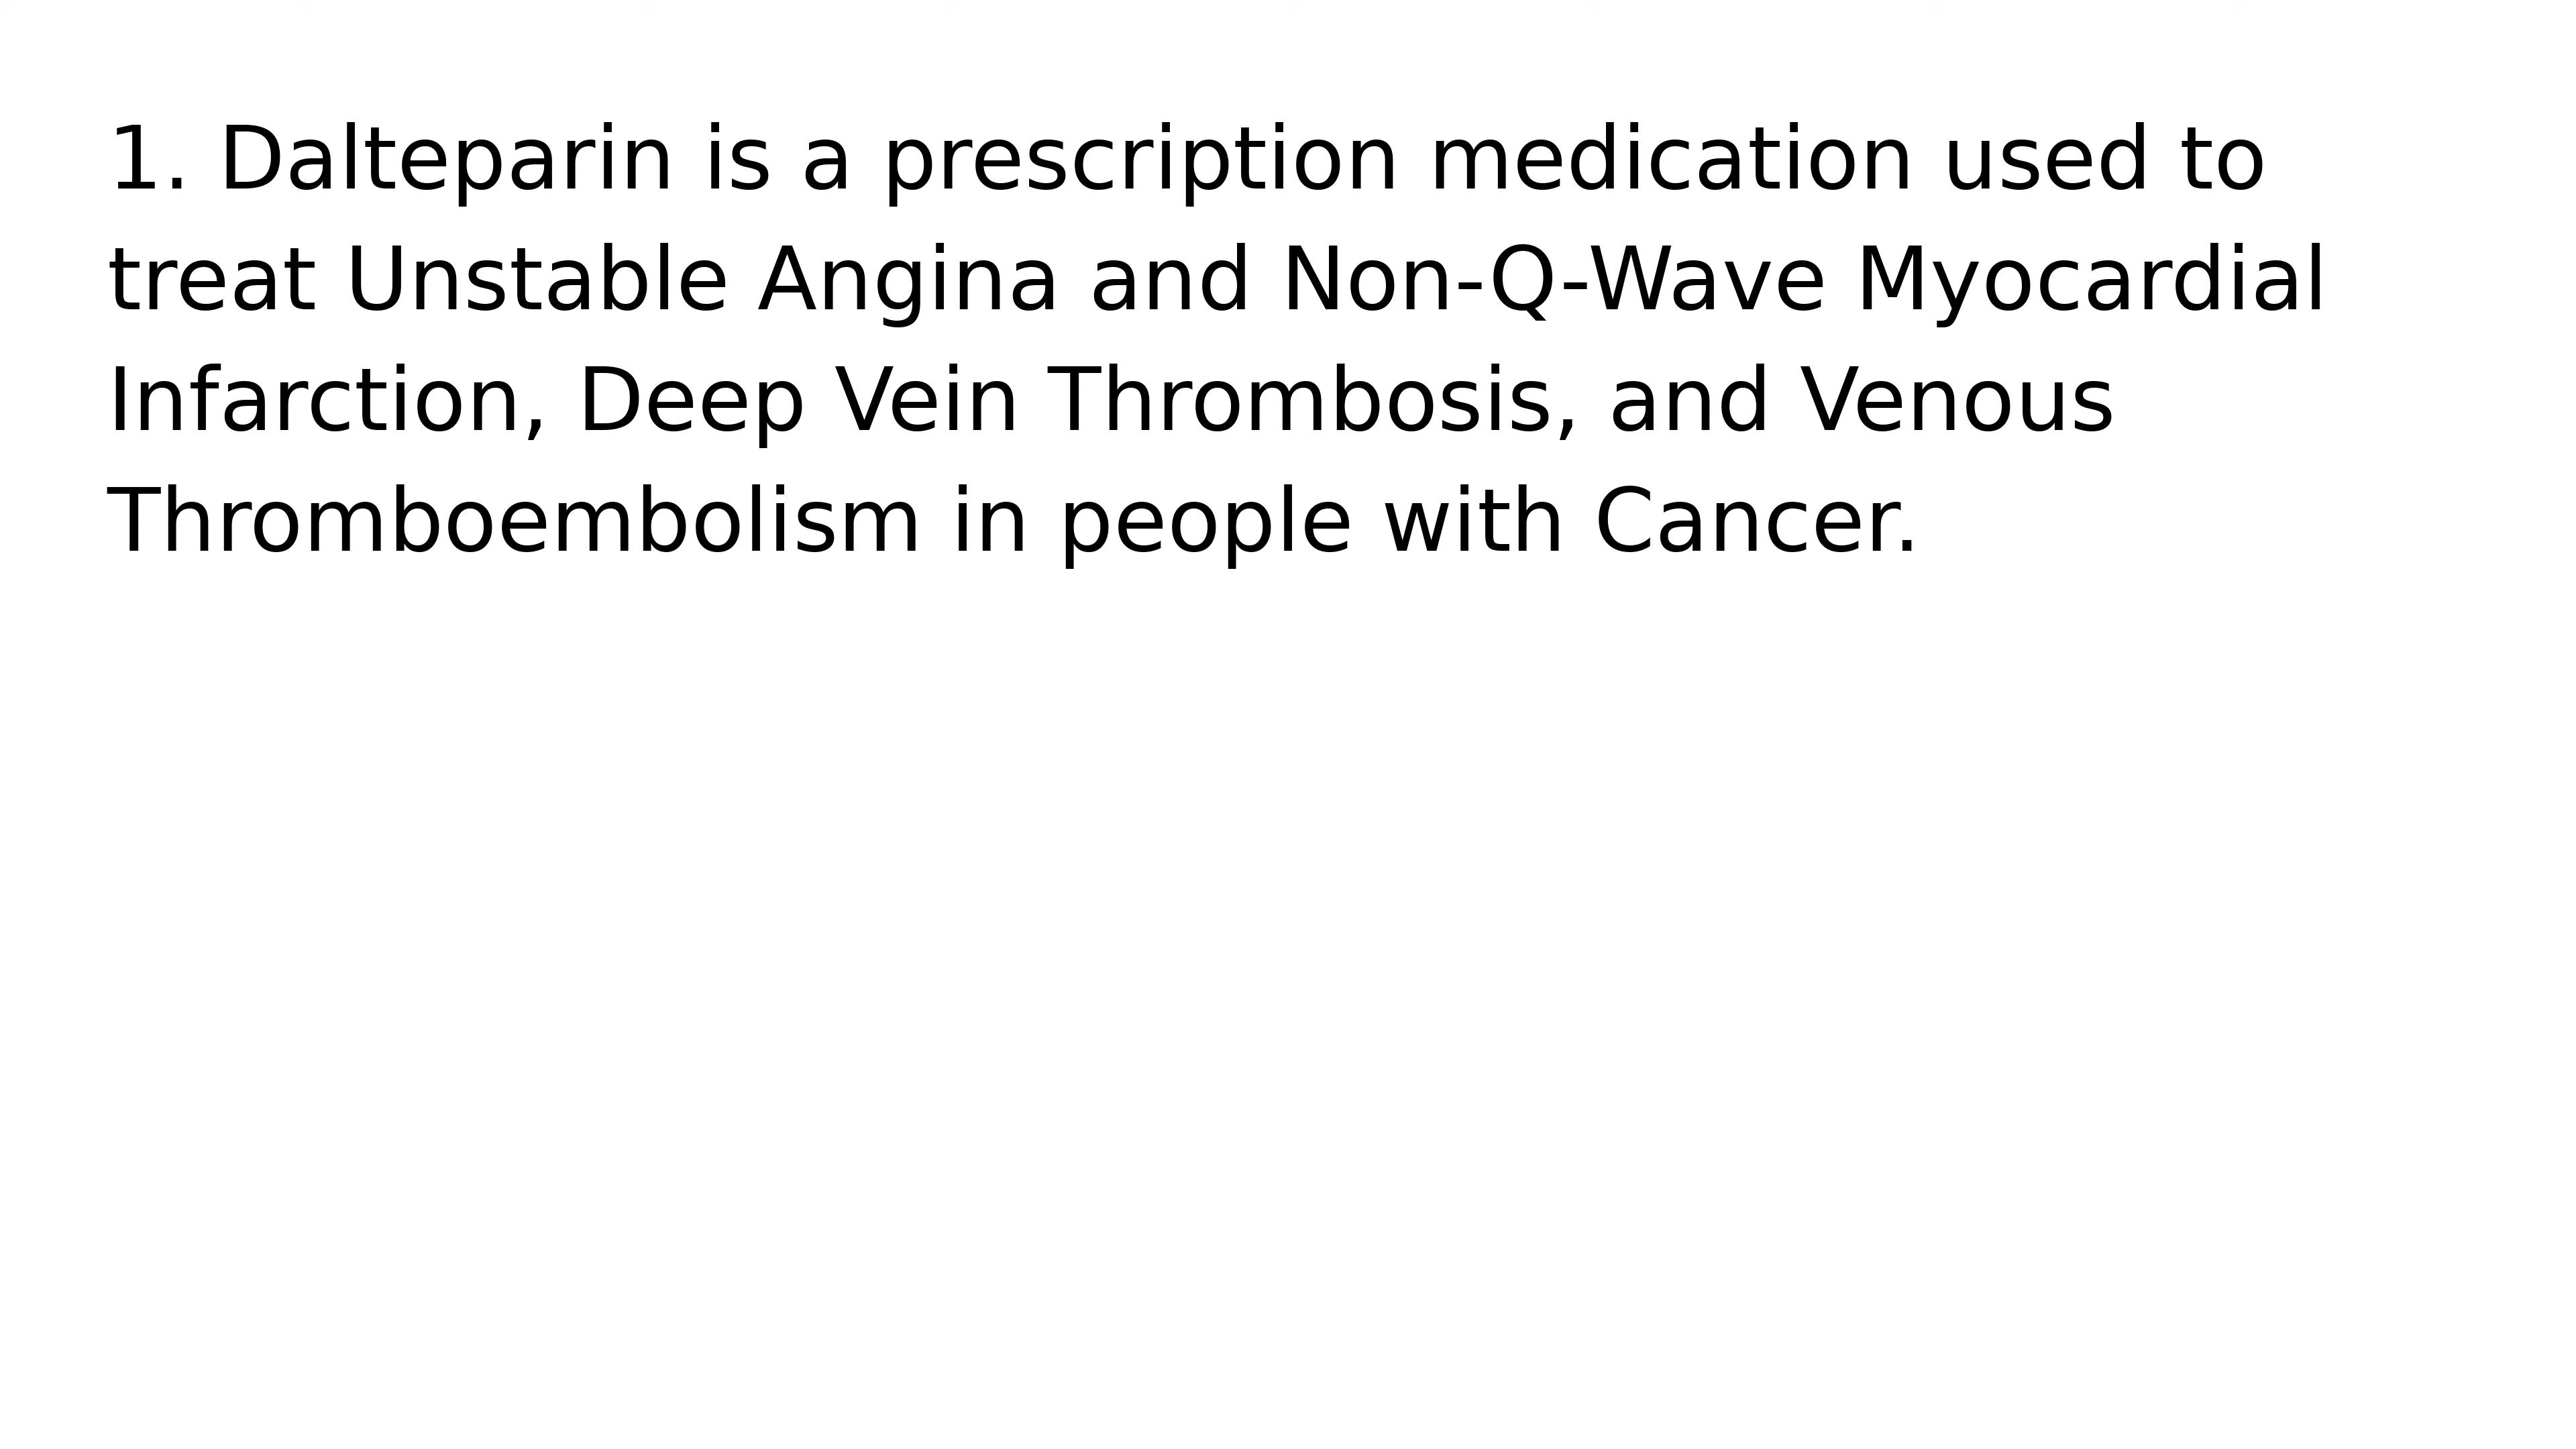 1. Dalteparin is a prescription medication used to
treat Unstable Angina and Non-Q-Wave Myocardial
Infarction, Deep Vein Thrombosis, and Venous
Thromboembolism in people with Cancer.